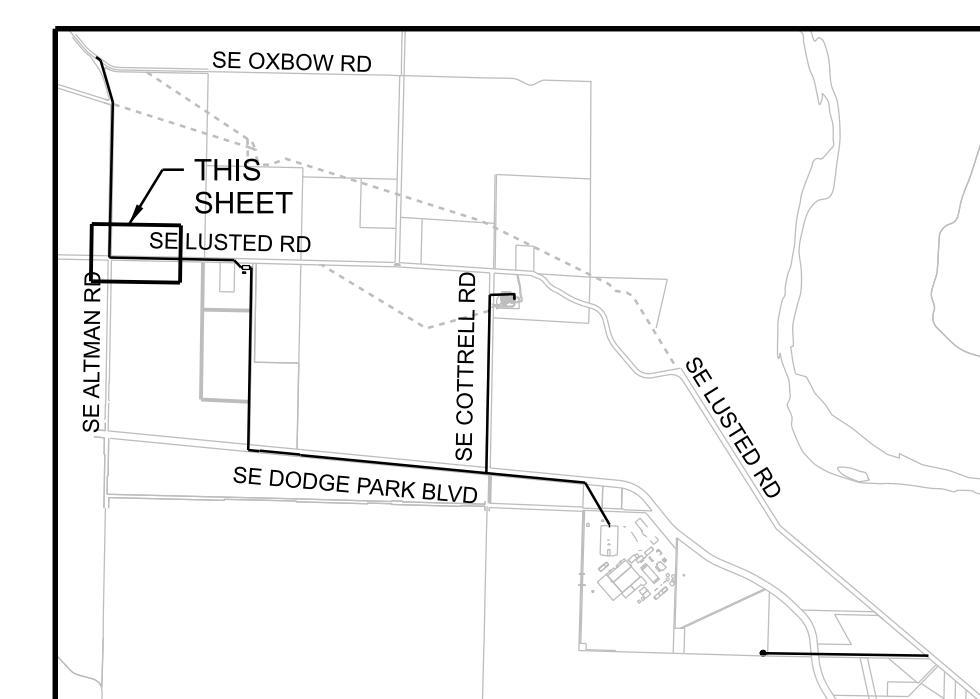 SE OXBOW RD
THIS
SHEET
SE LUSTED RD
SE ALTMAN RD
SE COTTRELL RD
SE LUSTED RD
SE DODGE PARK BLVD